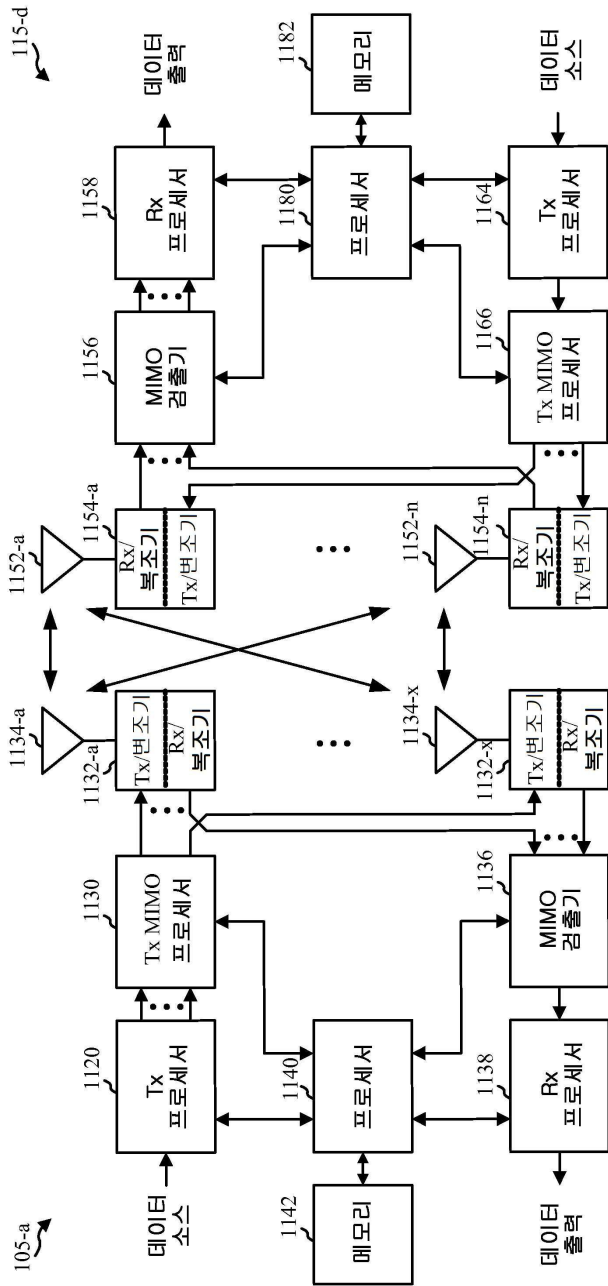 105-a
115-d
데이터
소스
1120
Tx
프로세서
1130
Tx MIMO
프로세서
1132-a
Tx/변조기
Rx/
복조기
1134-a
1152-a
1154-a
Rx/
복조기
Tx/변조기
1156
MIMO
검출기
1158
Rx
프로세서
데이터
출력
1142
메모리
1140
프로세서
1180
프로세서
1182
메모리
데이터
출력
1138
Rx
프로세서
1136
MIMO
검출기
1132-x
Tx/변조기
Rx/
복조기
1134-x
1152-n
1154-n
Rx/
복조기
Tx/변조기
1166
Tx MIMO
프로세서
1164
Tx
프로세서
데이터
소스